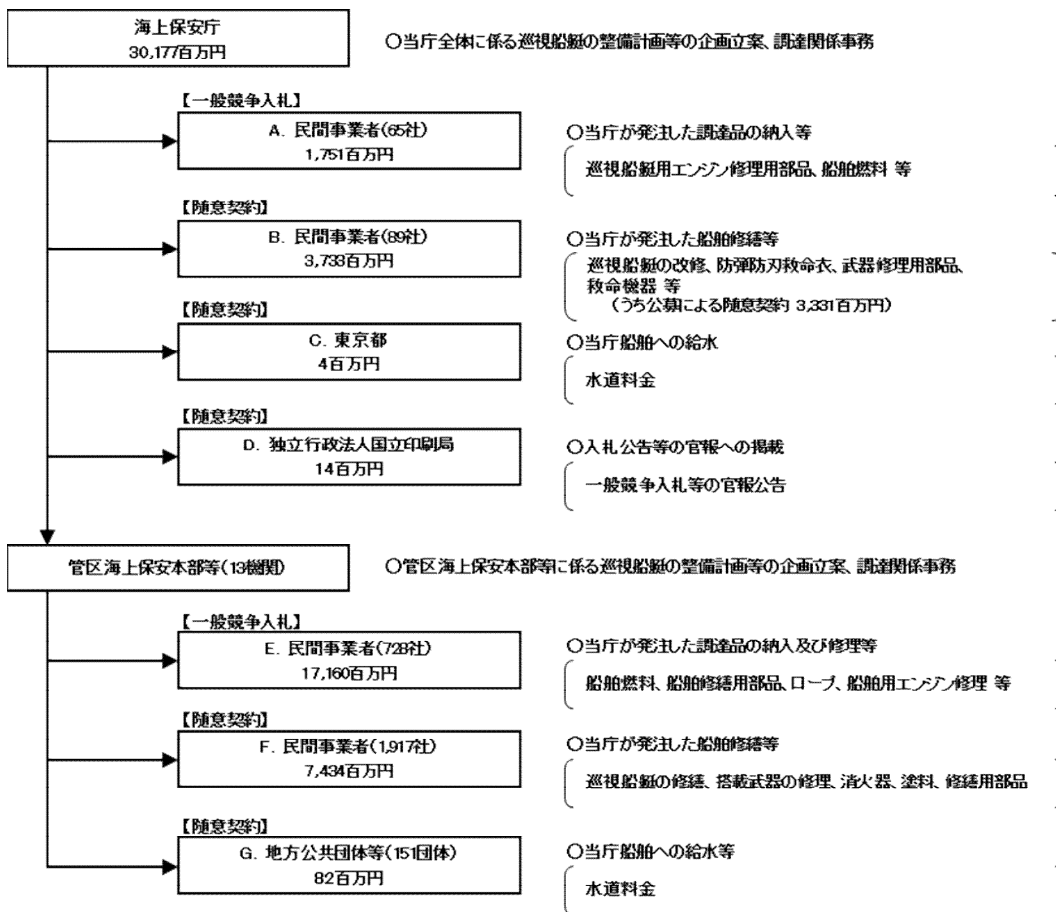 海上保安庁
30,177百万円
○当庁全体に係る巡視船艇の整備計画等の企画立案、調達関係事務
【一般競争入札】
A. 民間事業者(65社)
1,751百万円
○当庁が発注した調達品の納入等
巡視船艇用エンジン修理用部品、船舶燃料 等
【随意契約】
B. 民間事業者(89社)
3,733百万円
○当庁が発注した船舶修繕等
巡視船艇の改修、防弾防刃救命衣、武器修理用部品、
救命機器 等
(うち公募による随意契約 3,331百万円)
【随意契約】
C. 東京都
4百万円
○当庁船舶への給水
水道料金
【随意契約】
D. 独立行政法人国立印刷局
14百万円
○入札公告等の官報への掲載
一般競争入札等の官報公告
管区海上保安本部等(13機関)
○管区海上保安本部等に係る巡視船艇の整備計画等の企画立案、調達関係事務
【一般競争入札】
E. 民間事業者(728社)
17,160百万円
○当庁が発注した調達品の納入及び修理等
船舶燃料、船舶修繕用部品、ロープ、船舶用エンジン修理 等
【随意契約】
F. 民間事業者(1,917社)
7,434百万円
○当庁が発注した船舶修繕等
巡視船艇の修繕、搭載武器の修理、消火器、塗料、修繕用部品
【随意契約】
G. 地方公共団体等(151団体)
82百万円
○当庁船舶への給水等
水道料金